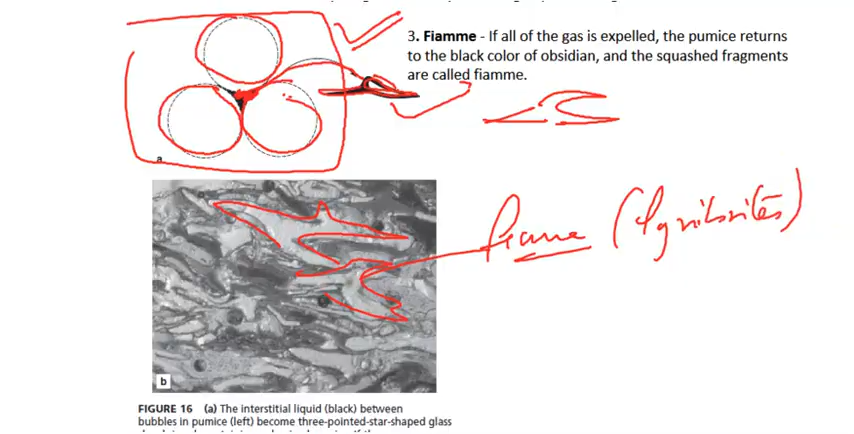 3. Fiamme - If all of the gas is expelled, the pumice returns
to the black color of obsidian, and the squashed fragments
are called fiamme.
a
fiamme (Ignibrites)
b
FIGURE 16 (a) The interstitial liquid (black) between
bubbles in pumice (left) become three-pointed-star-shaped glass